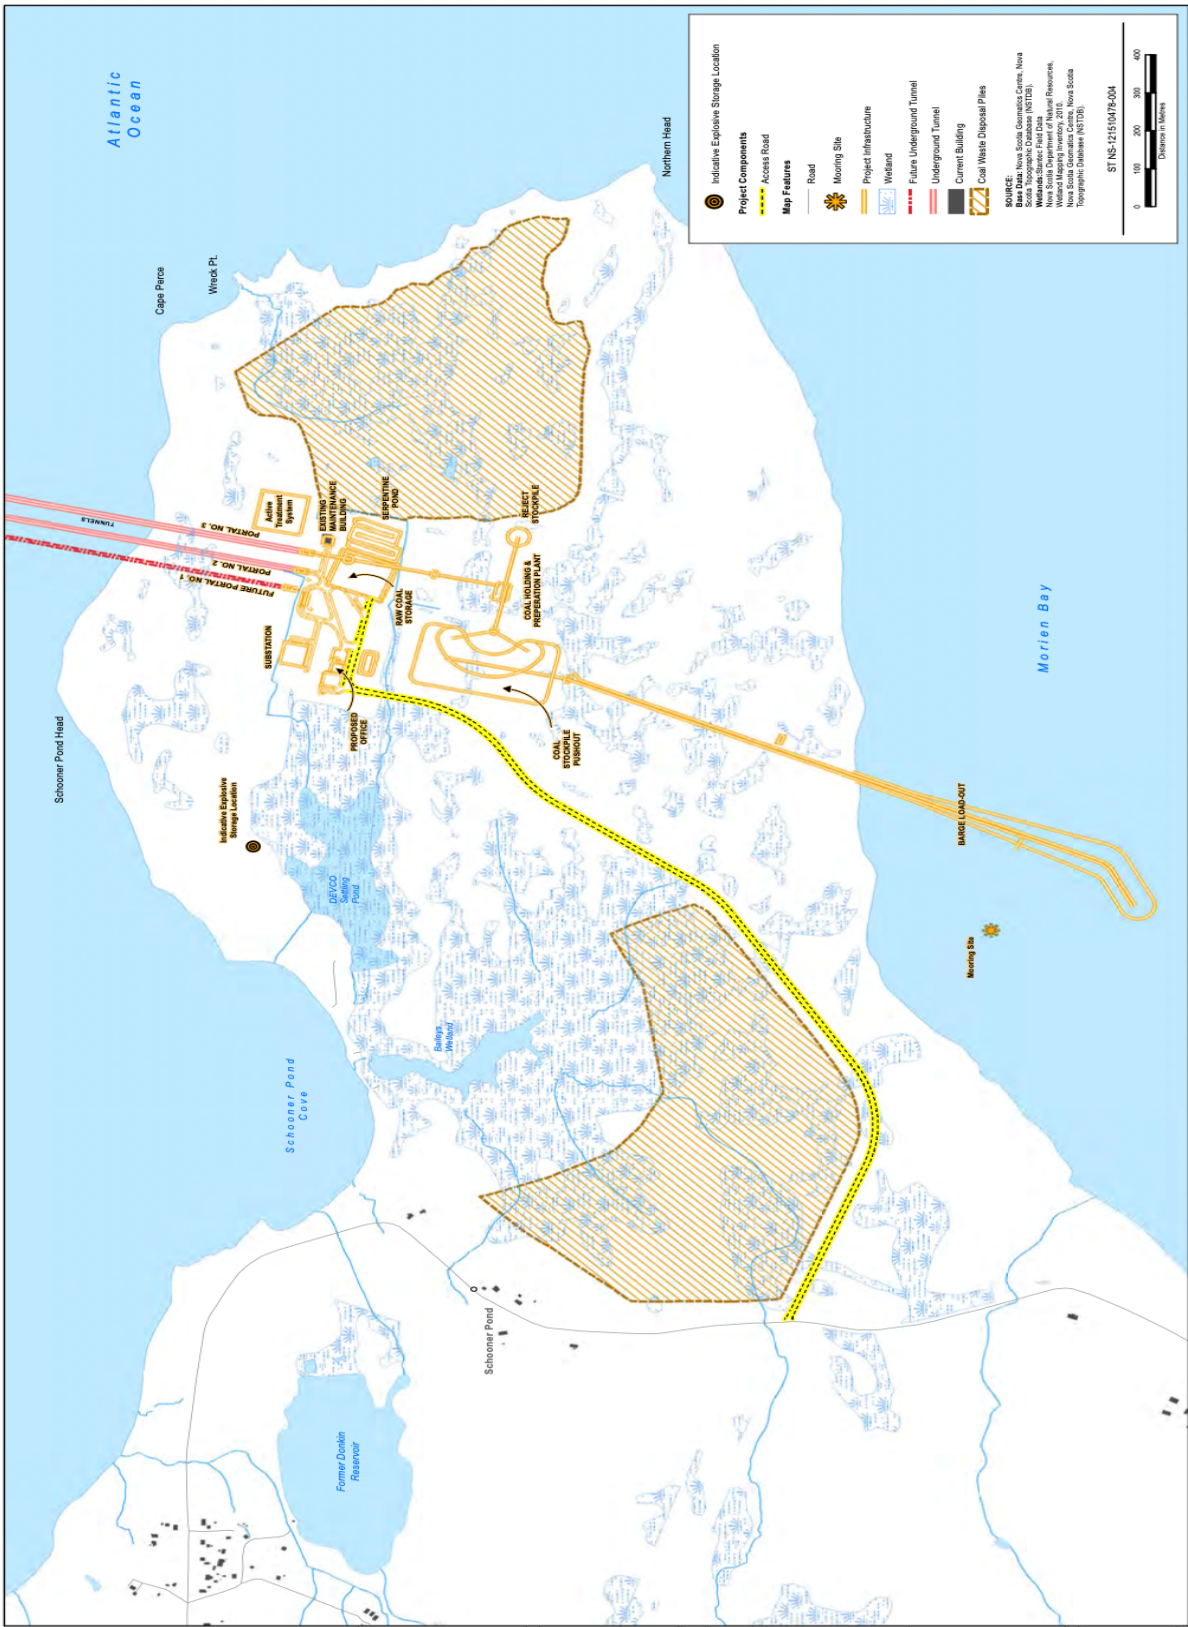 Atlantic
Ocean
Northern Head
Cape Perce
Wreck Pt.
Schooner Pond Head
Active
Treatment
System
EXISTING
MAINTENANCE
BUILDING
SERPENTINE
POND
TUNNELS
PORTAL NO. 3
PORTAL NO. 2
FUTURE PORTAL NO. 1
SUBSTATION
RAW COAL
STORAGE
REJECT
STOCKPILE
COAL HOLDING &
PREPERATION PLANT
PROPOSED
OFFICE
COAL
STOCKPILE
PUSHOUT
Indicative Explosive
Storage Location
DEVCO
Settling
Pond
Baileys
Wetland
Schooner Pond
Cove
BARGE LOAD-OUT
Mooring Site
Morien Bay
Schooner Pond
Former Donkin
Reservoir
Indicative Explosive Storage Location
Project Components
Access Road
Map Features
Road
Mooring Site
Project Infrastructure
Wetland
Future Underground Tunnel
Underground Tunnel
Current Building
Coal Waste Disposal Piles
SOURCE:
Base Data: Nova Scotia Geomatics Centre, Nova
Scotia Topographic Database (NSTDB).
Wetlands: Stantec Field Data
Nova Scotia Department of Natural Resources,
Wetland Mapping Inventory, 2010.
Nova Scotia Geomatics Centre, Nova Scotia
Topographic Database (NSTDB).
ST NS-121510478-004
0 100 200 300 400
Distance in Metres